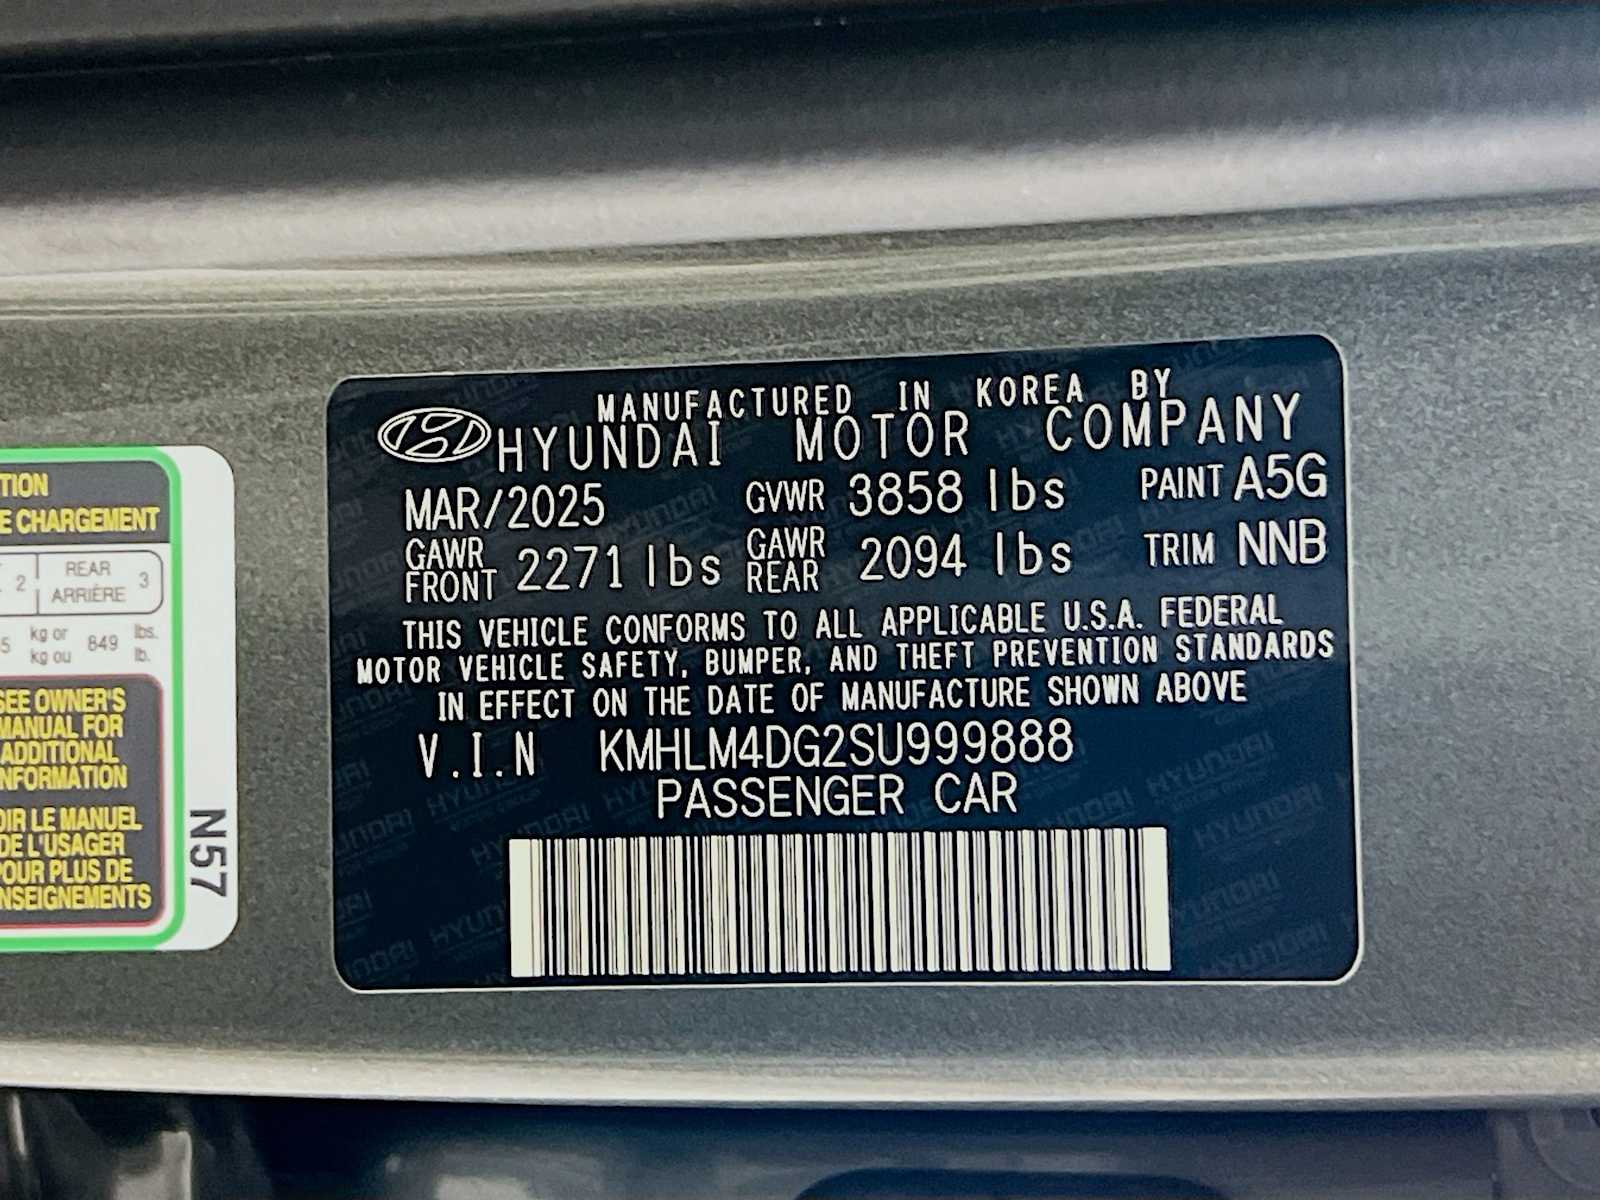 MANUFACTURED IN KOREA BY
HYUNDAI MOTOR COMPANY
MAR/2025 GVWR 3858 lbs PAINT A5G
GAWR FRONT 2271 lbs GAWR REAR 2094 lbs TRIM NNB
THIS VEHICLE CONFORMS TO ALL APPLICABLE U.S.A. FEDERAL
MOTOR VEHICLE SAFETY, BUMPER, AND THEFT PREVENTION STANDARDS
IN EFFECT ON THE DATE OF MANUFACTURE SHOWN ABOVE
V.I.N KMHLM4DG2SU999888
PASSENGER CAR
CHARGEMENT
2 REAR ARRIÈRE 3
kg or 849 lbs.
kg ou lb.
SEE OWNER'S
MANUAL FOR
ADDITIONAL
INFORMATION
LE MANUEL
DE L'USAGER
POUR PLUS DE
N57